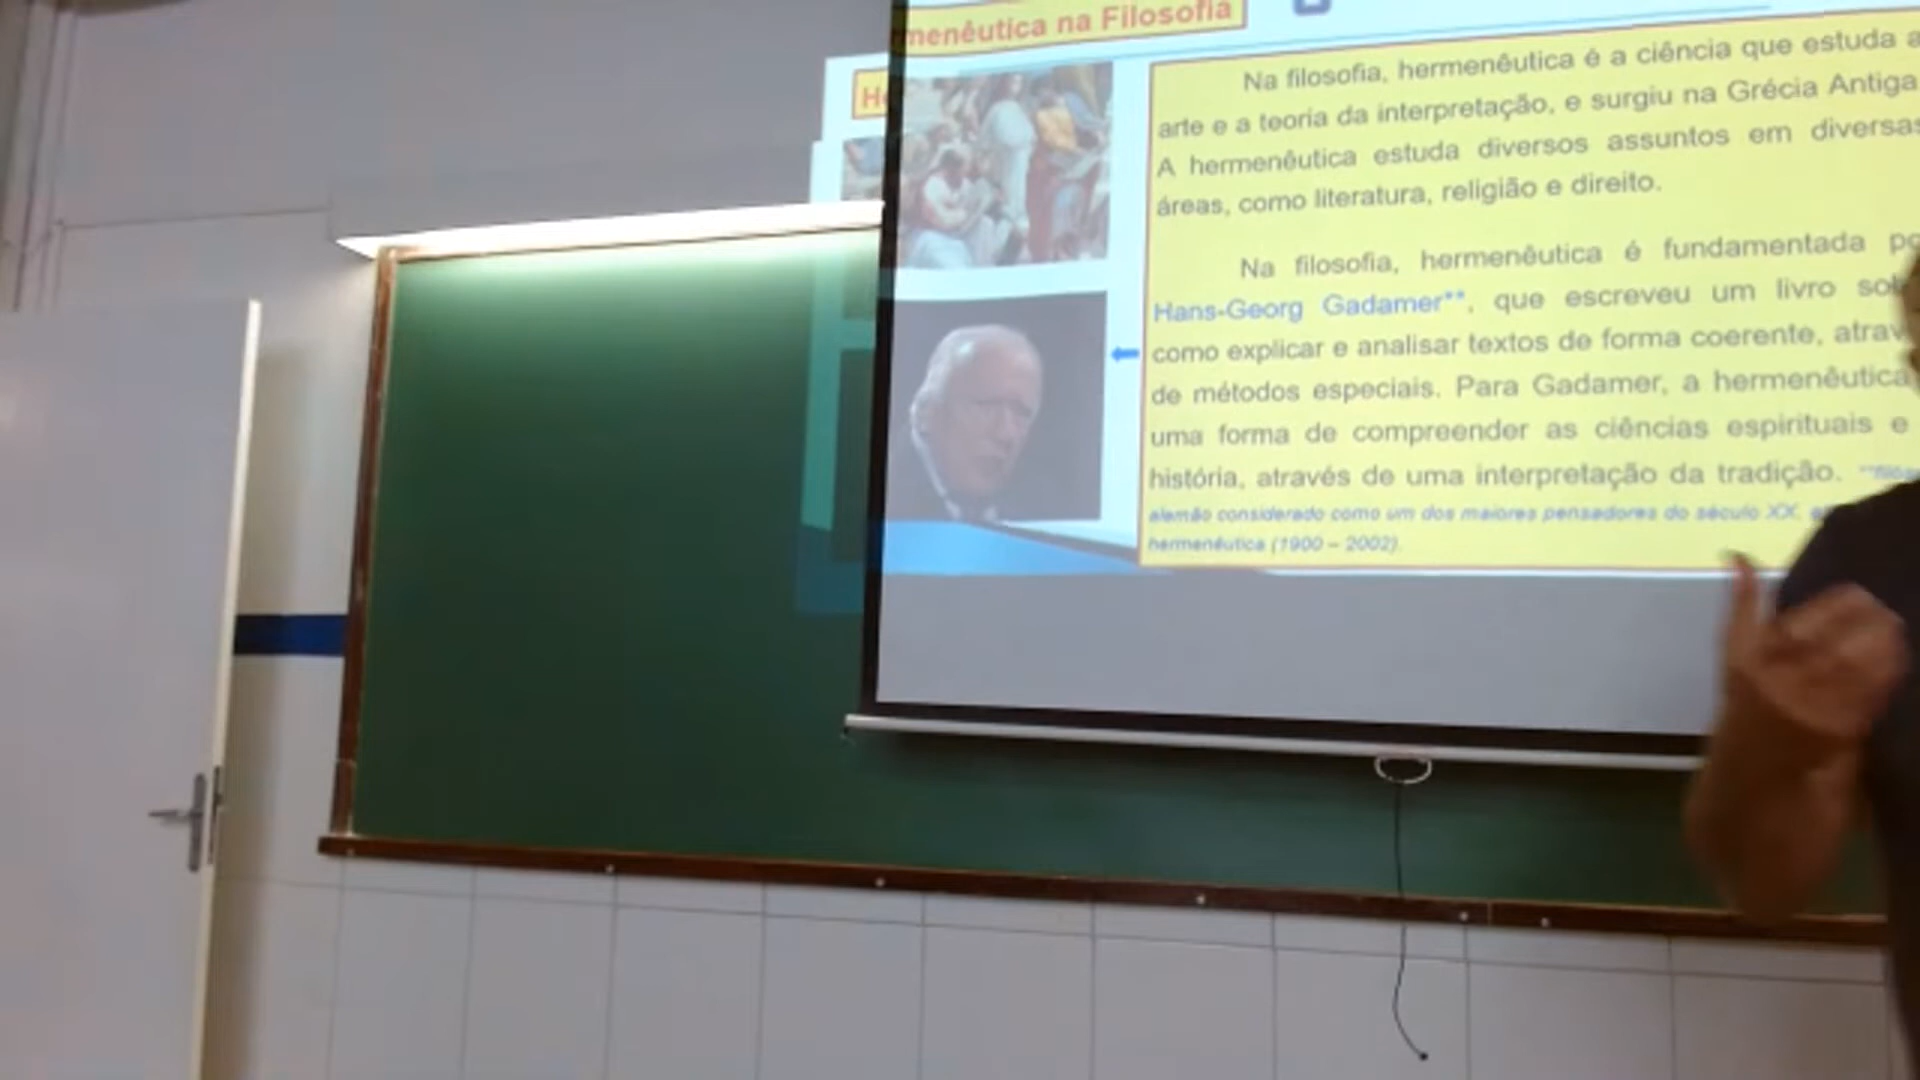 menêutica na Filosofia
He
Na filosofia, hermenêutica é a ciência que estuda a
arte e a teoria da interpretação, e surgiu na Grécia Antiga
A hermenêutica estuda diversos assuntos em diversas
áreas, como literatura, religião e direito.
Na filosofia, hermenêutica é fundamentada po
Hans-Georg Gadamer**, que escreveu um livro sob
como explicar e analisar textos de forma coerente, atrav
de métodos especiais. Para Gadamer, a hermenêutica
uma forma de compreender as ciências espirituais e
história, através de uma interpretação da tradição.
alemão considerado como um dos maiores pensadores do século XX,
hermenêutica (1900 – 2002).